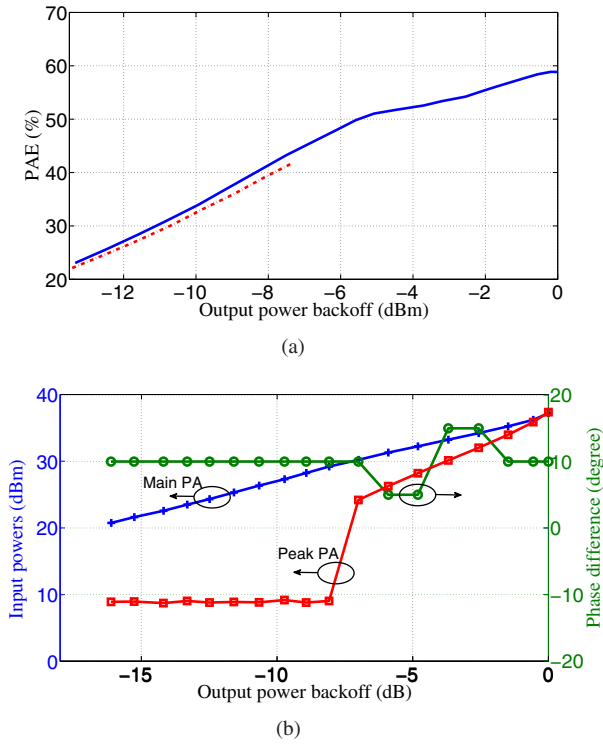 70
60
50
40
30
20
PAE (%)
−12 −10 −8 −6 −4 −2 0
Output power backoff (dBm)
(a)
40 20
30 10
20 0
10 −10
0 −20
Input powers (dBm)
Phase difference (degree)
Main PA
Peak PA
−15 −10 −5 0
Output power backoff (dB)
(b)